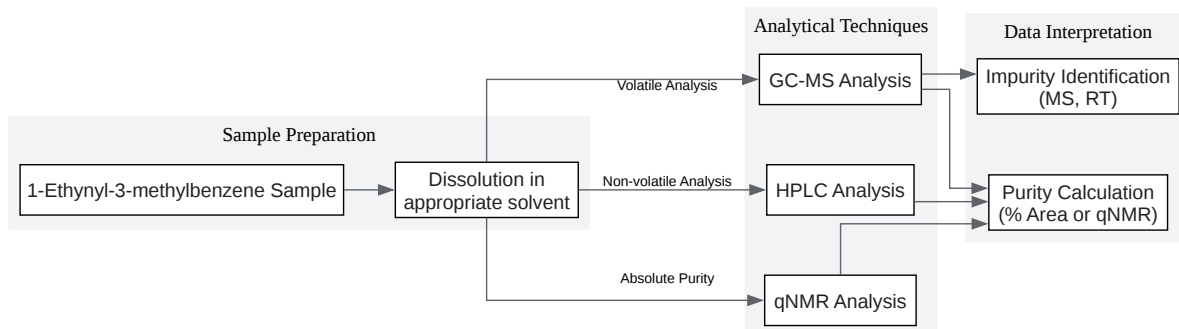 Analytical Techniques
Data Interpretation
GC-MS Analysis
Impurity Identification
(MS, RT)
Volatile Analysis
Sample Preparation
1-Ethynyl-3-methylbenzene Sample
Dissolution in
appropriate solvent
Non-volatile Analysis
HPLC Analysis
Purity Calculation
(% Area or qNMR)
Absolute Purity
qNMR Analysis